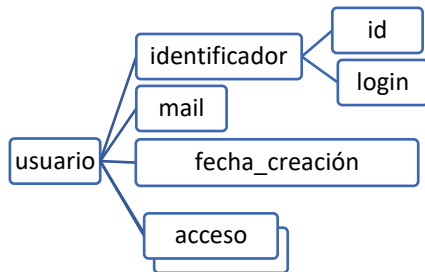 id
identificador
login
mail
usuario
fecha_creación
acceso